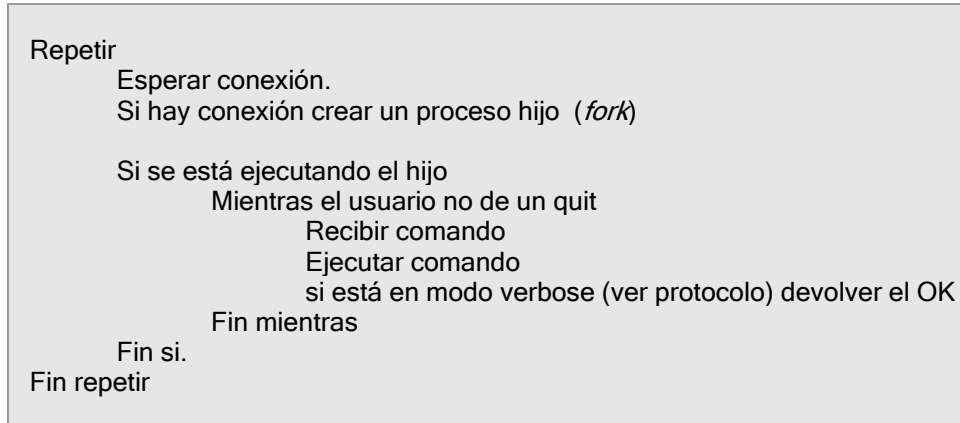 Repetir
Esperar conexión.
Si hay conexión crear un proceso hijo (fork)
Si se está ejecutando el hijo
Mientras el usuario no de un quit
Recibir comando
Ejecutar comando
si está en modo verbose (ver protocolo) devolver el OK
Fin mientras
Fin si.
Fin repetir